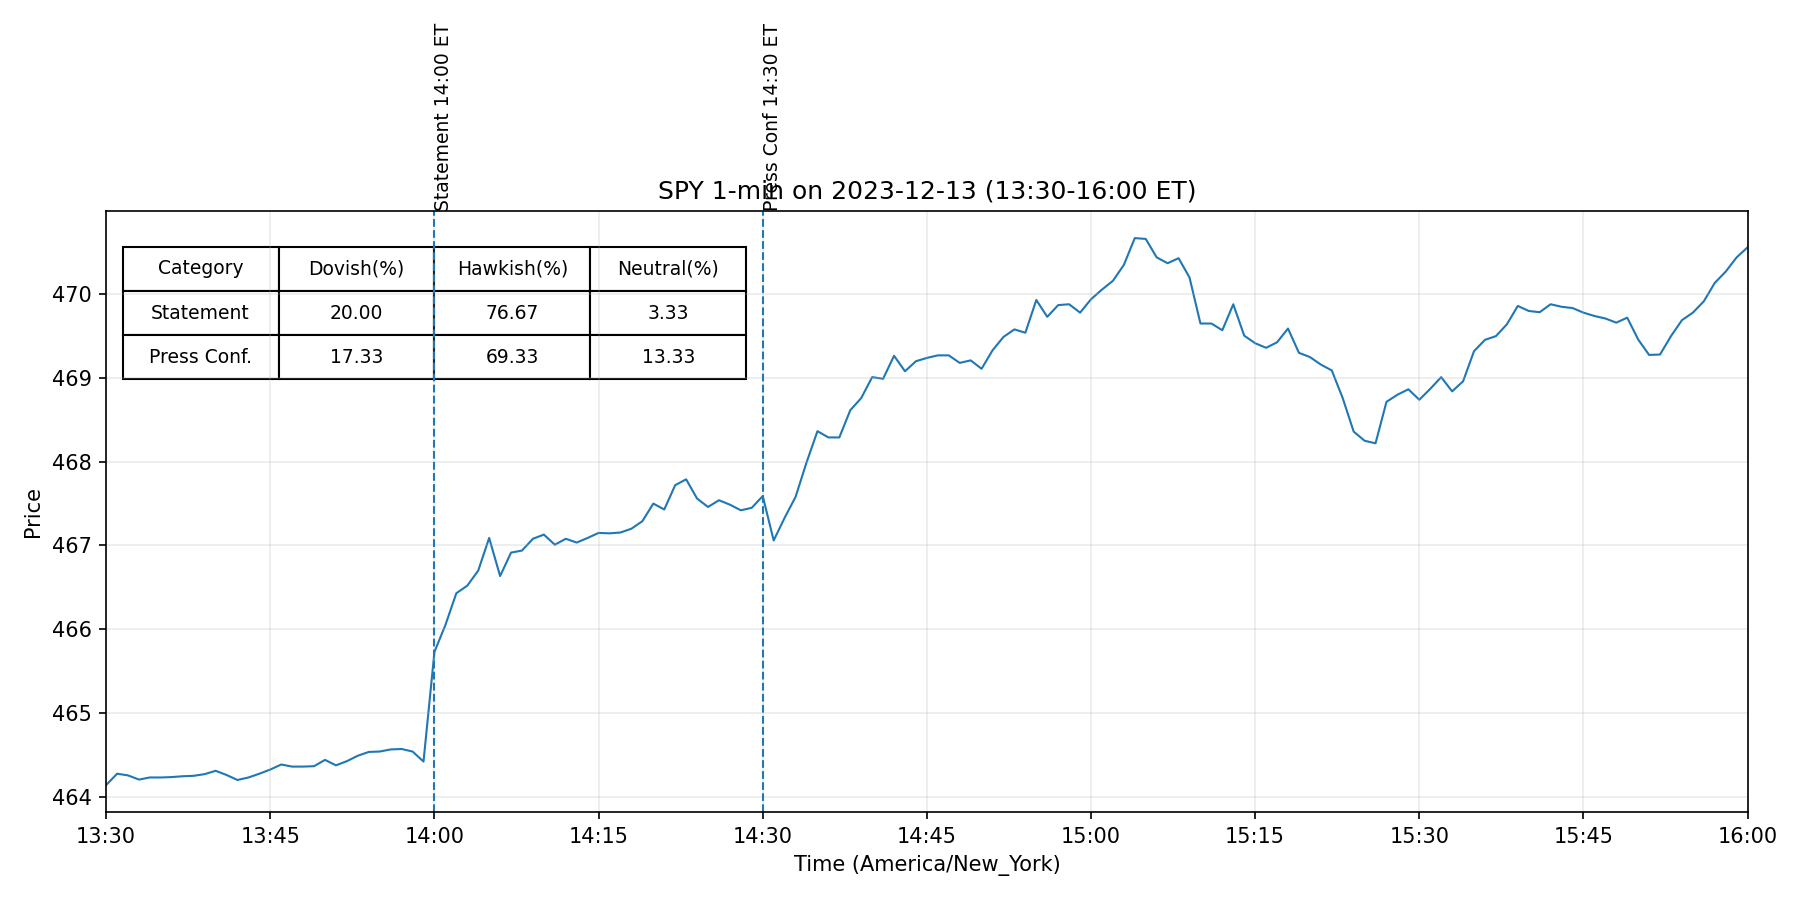 Statement 14:00 ET
Press Conf 14:30 ET
SPY 1-min on 2023-12-13 (13:30-16:00 ET)
Category Dovish(%) Hawkish(%) Neutral(%)
Statement 20.00 76.67 3.33
Press Conf. 17.33 69.33 13.33
Price
470
469
468
467
466
465
464
13:30 13:45 14:00 14:15 14:30 14:45 15:00 15:15 15:30 15:45 16:00
Time (America/New_York)